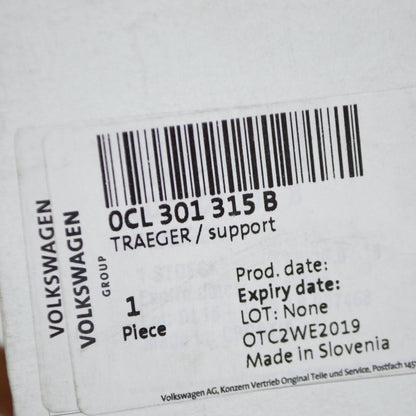 VOLKSWAGEN
VOLKSWAGEN
GROUP
0CL 301 315 B
TRAEGER / support
1
Piece
Prod. date:
Expiry date:
LOT: None
OTC2WE2019
Made in Slovenia
Volkswagen AG, Konzern Vertrieb Original Teile und Service, Postfach 145